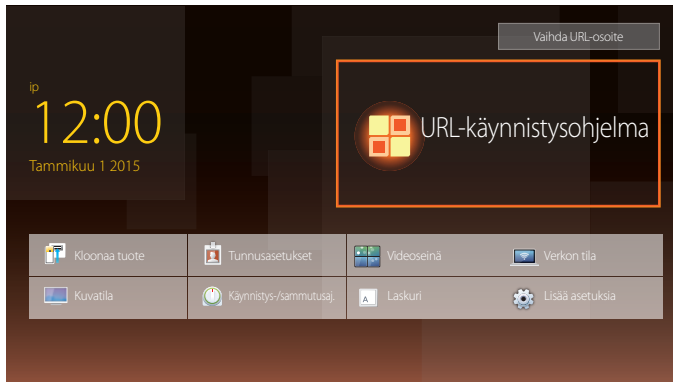 Vaihda URL-osoite
ip
12:00
Tammikuu 1 2015
URL-käynnistysohjelma
Kloonaa tuote
Tunnusasetukset
Videoseinä
Verkon tila
Kuvatila
Käynnistys-/sammutusaj.
A
Laskuri
Lisää asetuksia